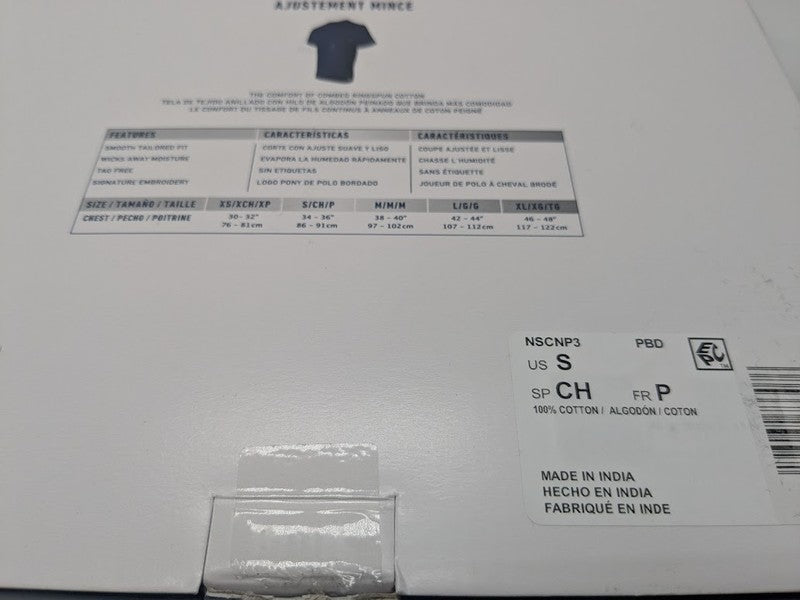 AJUSTEMENT MINCE
THE COMFORT OF COMBED RINGSPUN COTTON
TELA DE TEJIDO ANILLADO CON HILO DE ALGODÓN PEINADO QUE BRINDA MÁS COMODIDAD
LE CONFORT DU TISSAGE DE FILS CONTINUS À ANNEAUX DE COTON PEIGNÉ
FEATURES CARACTERÍSTICAS CARACTÉRISTIQUES
SMOOTH TAILORED FIT CORTE CON AJUSTE SUAVE Y LISO COUPE AJUSTÉE ET LISSE
WICKS AWAY MOISTURE EVAPORA LA HUMEDAD RÁPIDAMENTE CHASSE L'HUMIDITÉ
TAG FREE SIN ETIQUETAS SANS ÉTIQUETTE
SIGNATURE EMBROIDERY LOGO PONY DE POLO BORDADO JOUEUR DE POLO À CHEVAL BRODÉ
SIZE / TAMAÑO / TAILLE XS/XCH/XP S/CH/P M/M/M L/G/G XL/XG/TG
CHEST / PECHO / POITRINE 30 - 32" 34 - 36" 38 - 40" 42 - 44" 46 - 48"
76 - 81cm 86 - 91cm 97 - 102cm 107 - 112cm 117 - 122cm
NSCNP3 PBD EPC TM
US S
SP CH FR P
100% COTTON / ALGODÓN / COTON
MADE IN INDIA
HECHO EN INDIA
FABRIQUÉ EN INDE